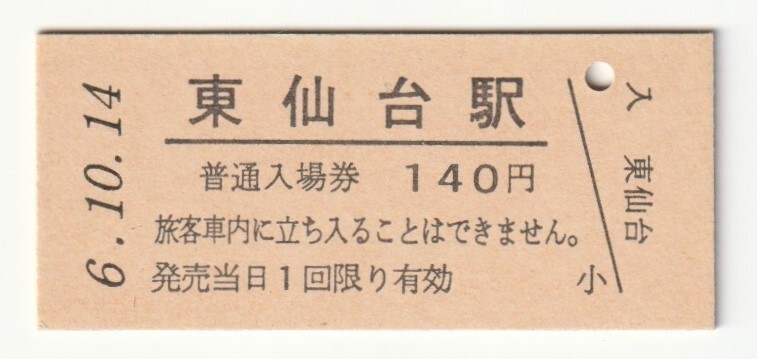 6.10.14
東仙台駅
普通入場券 140円
旅客車内に立ち入ることはできません。
発売当日1回限り有効
小
入 東仙台